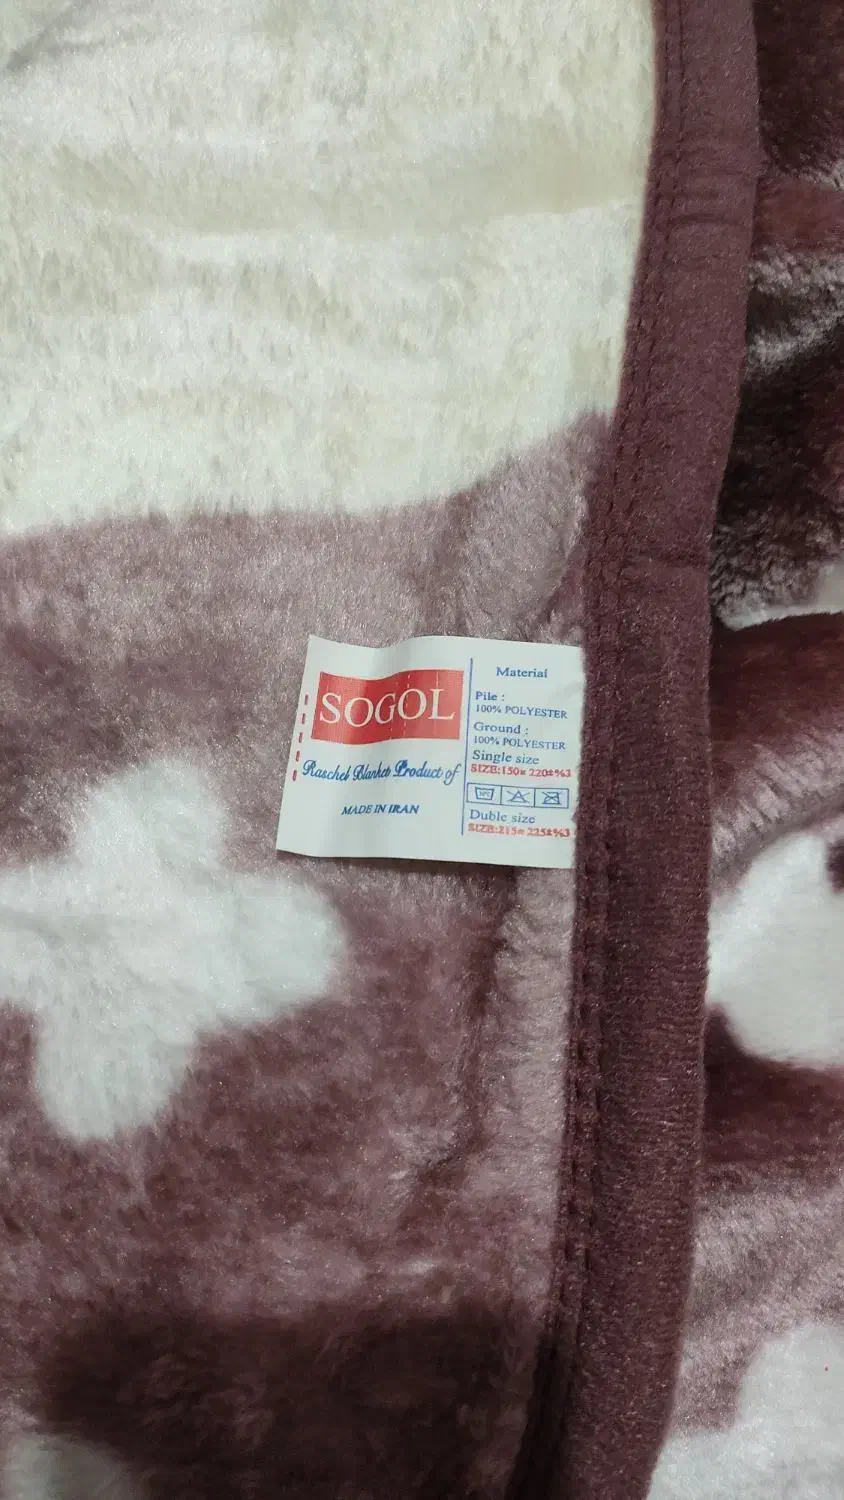 SOGOL
Raschel Blanket Product of
MADE IN IRAN
Material
Pile :
100% POLYESTER
Ground :
100% POLYESTER
Single size
SIZE:150× 220±%3
Duble size
SIZE:215× 225±%3